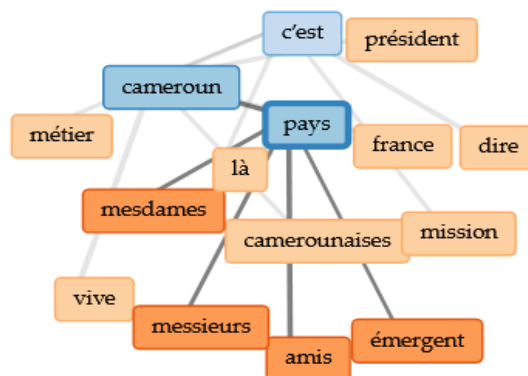 c'est
président
cameroun
pays
métier
france
dire
là
mesdames
camerounaises
mission
vive
messieurs
amis
émergent